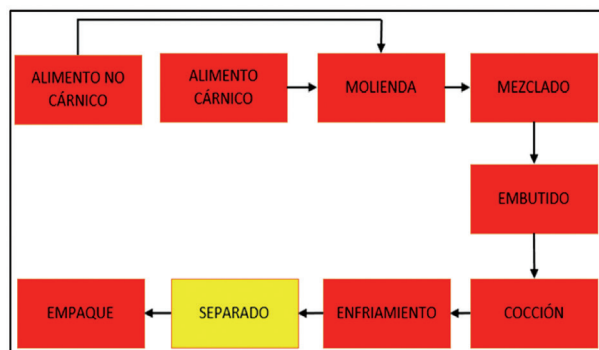 ALIMENTO NO
CÁRNICO
ALIMENTO
CÁRNICO
MOLIENDA
MEZCLADO
EMBUTIDO
EMPAQUE
SEPARADO
ENFRIAMIENTO
COCCIÓN